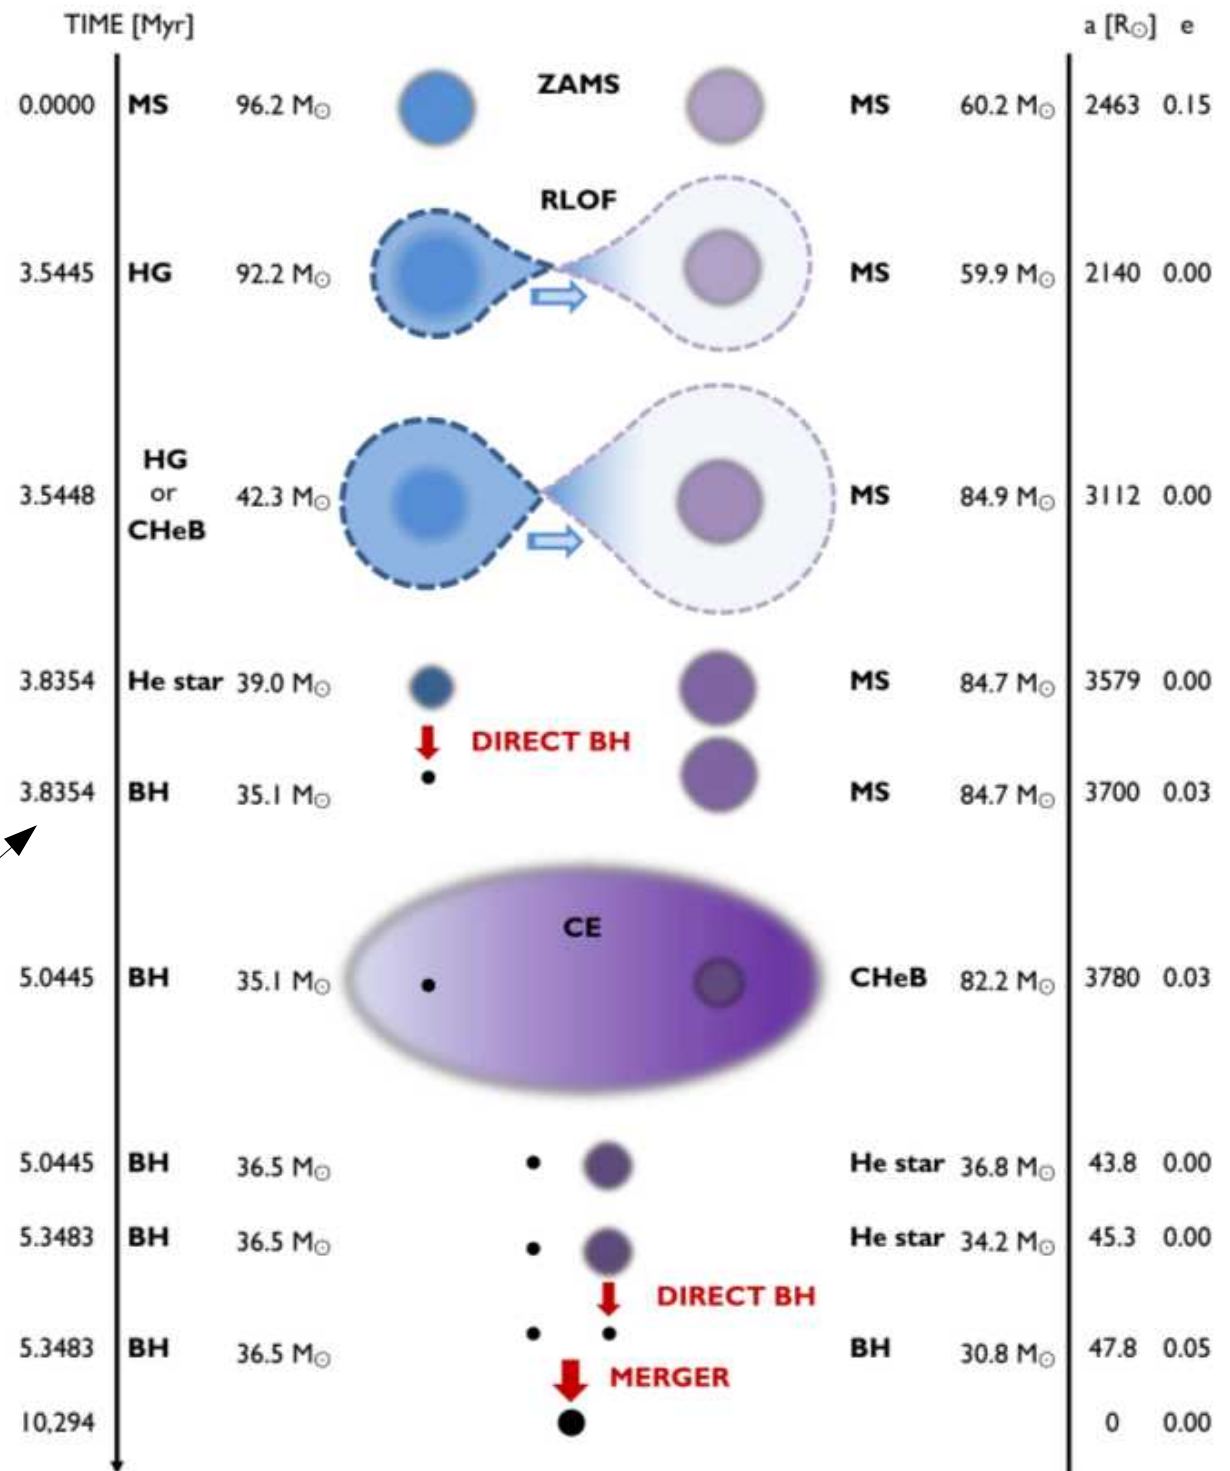 TIME [Myr] a [R☉] e
ZAMS
0.0000 MS 96.2 M☉ MS 60.2 M☉ 2463 0.15
RLOF
3.5445 HG 92.2 M☉ MS 59.9 M☉ 2140 0.00
HG
or
3.5448 42.3 M☉ MS 84.9 M☉ 3112 0.00
CHeB
3.8354 He star 39.0 M☉ MS 84.7 M☉ 3579 0.00
DIRECT BH
3.8354 BH 35.1 M☉ MS 84.7 M☉ 3700 0.03
CE
5.0445 BH 35.1 M☉ CHeB 82.2 M☉ 3780 0.03
5.0445 BH 36.5 M☉ He star 36.8 M☉ 43.8 0.00
5.3483 BH 36.5 M☉ He star 34.2 M☉ 45.3 0.00
DIRECT BH
5.3483 BH 36.5 M☉ BH 30.8 M☉ 47.8 0.05
MERGER
10,294 0 0.00